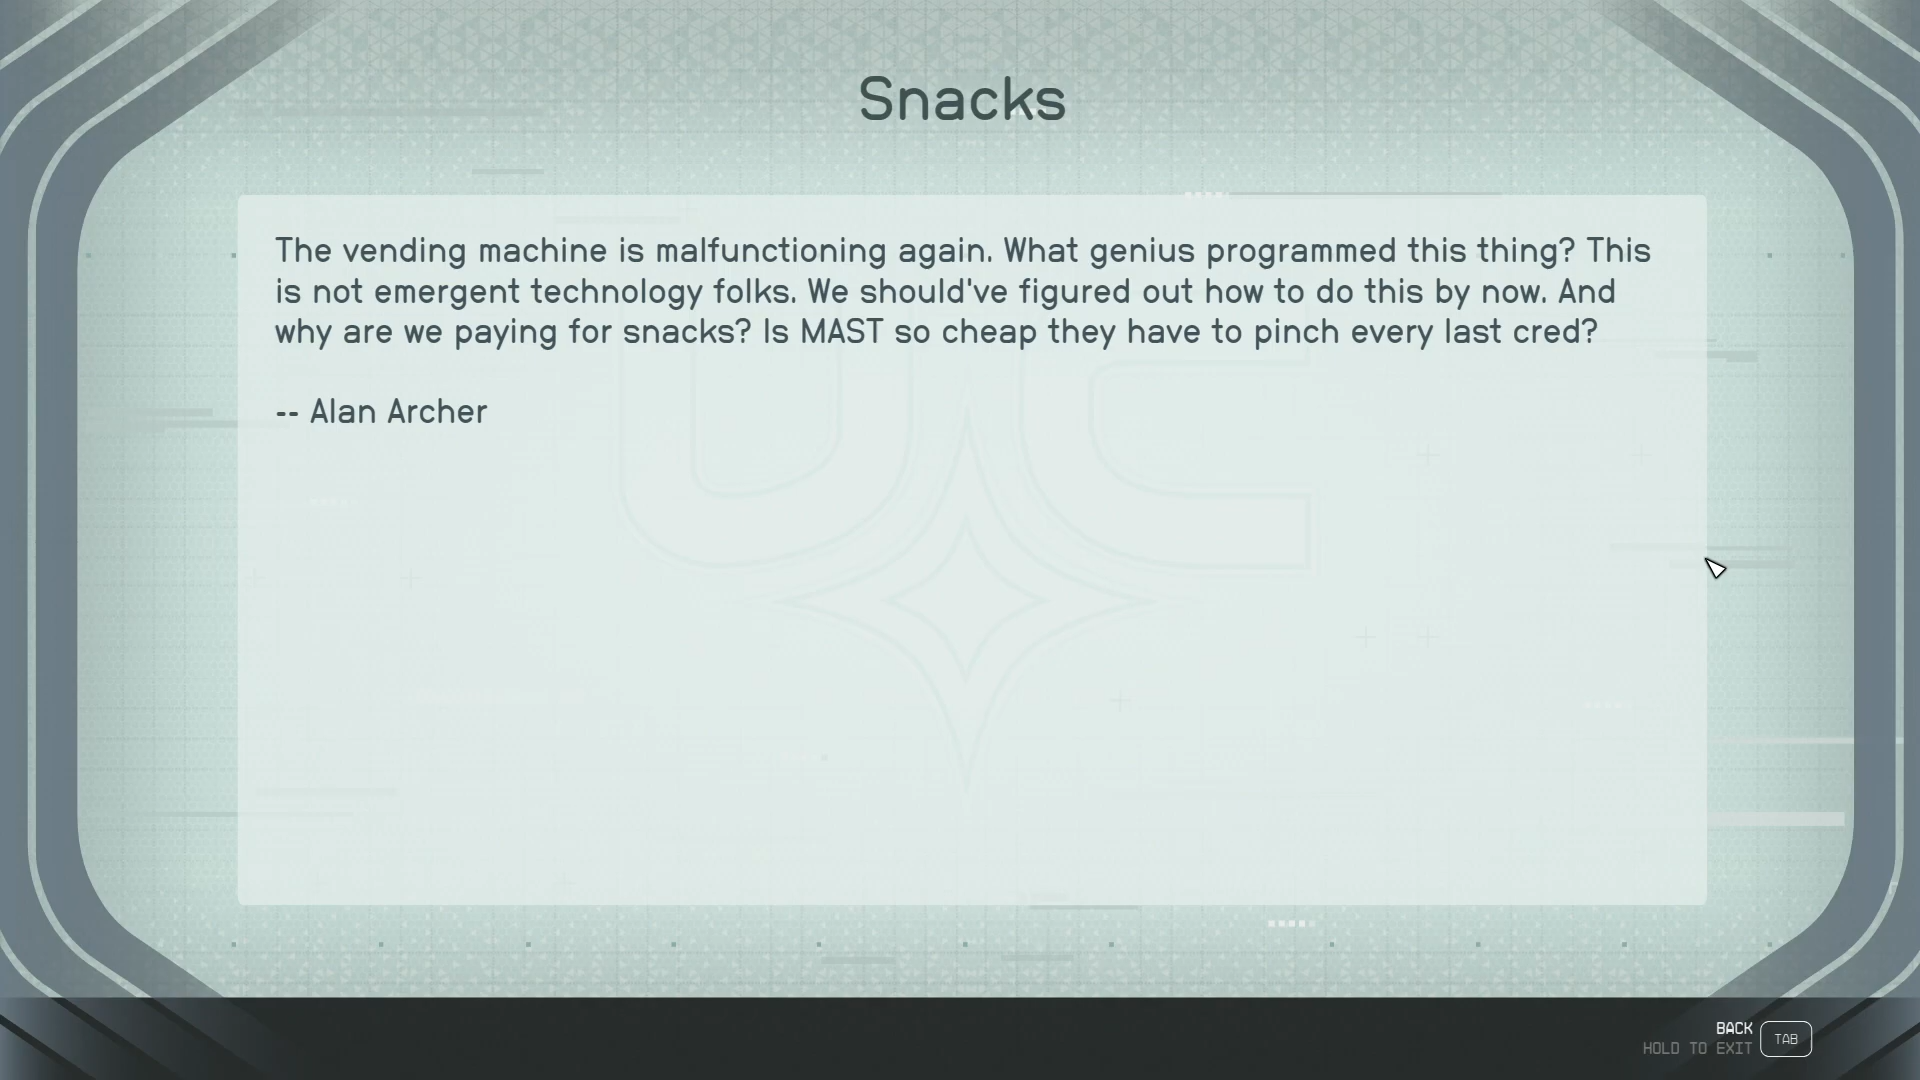 Snacks
The vending machine is malfunctioning again. What genius programmed this thing? This
is not emergent technology folks. We should've figured out how to do this by now. And
why are we paying for snacks? Is MAST so cheap they have to pinch every last cred?
-- Alan Archer
UC
BACK
HOLD TO EXIT
TAB